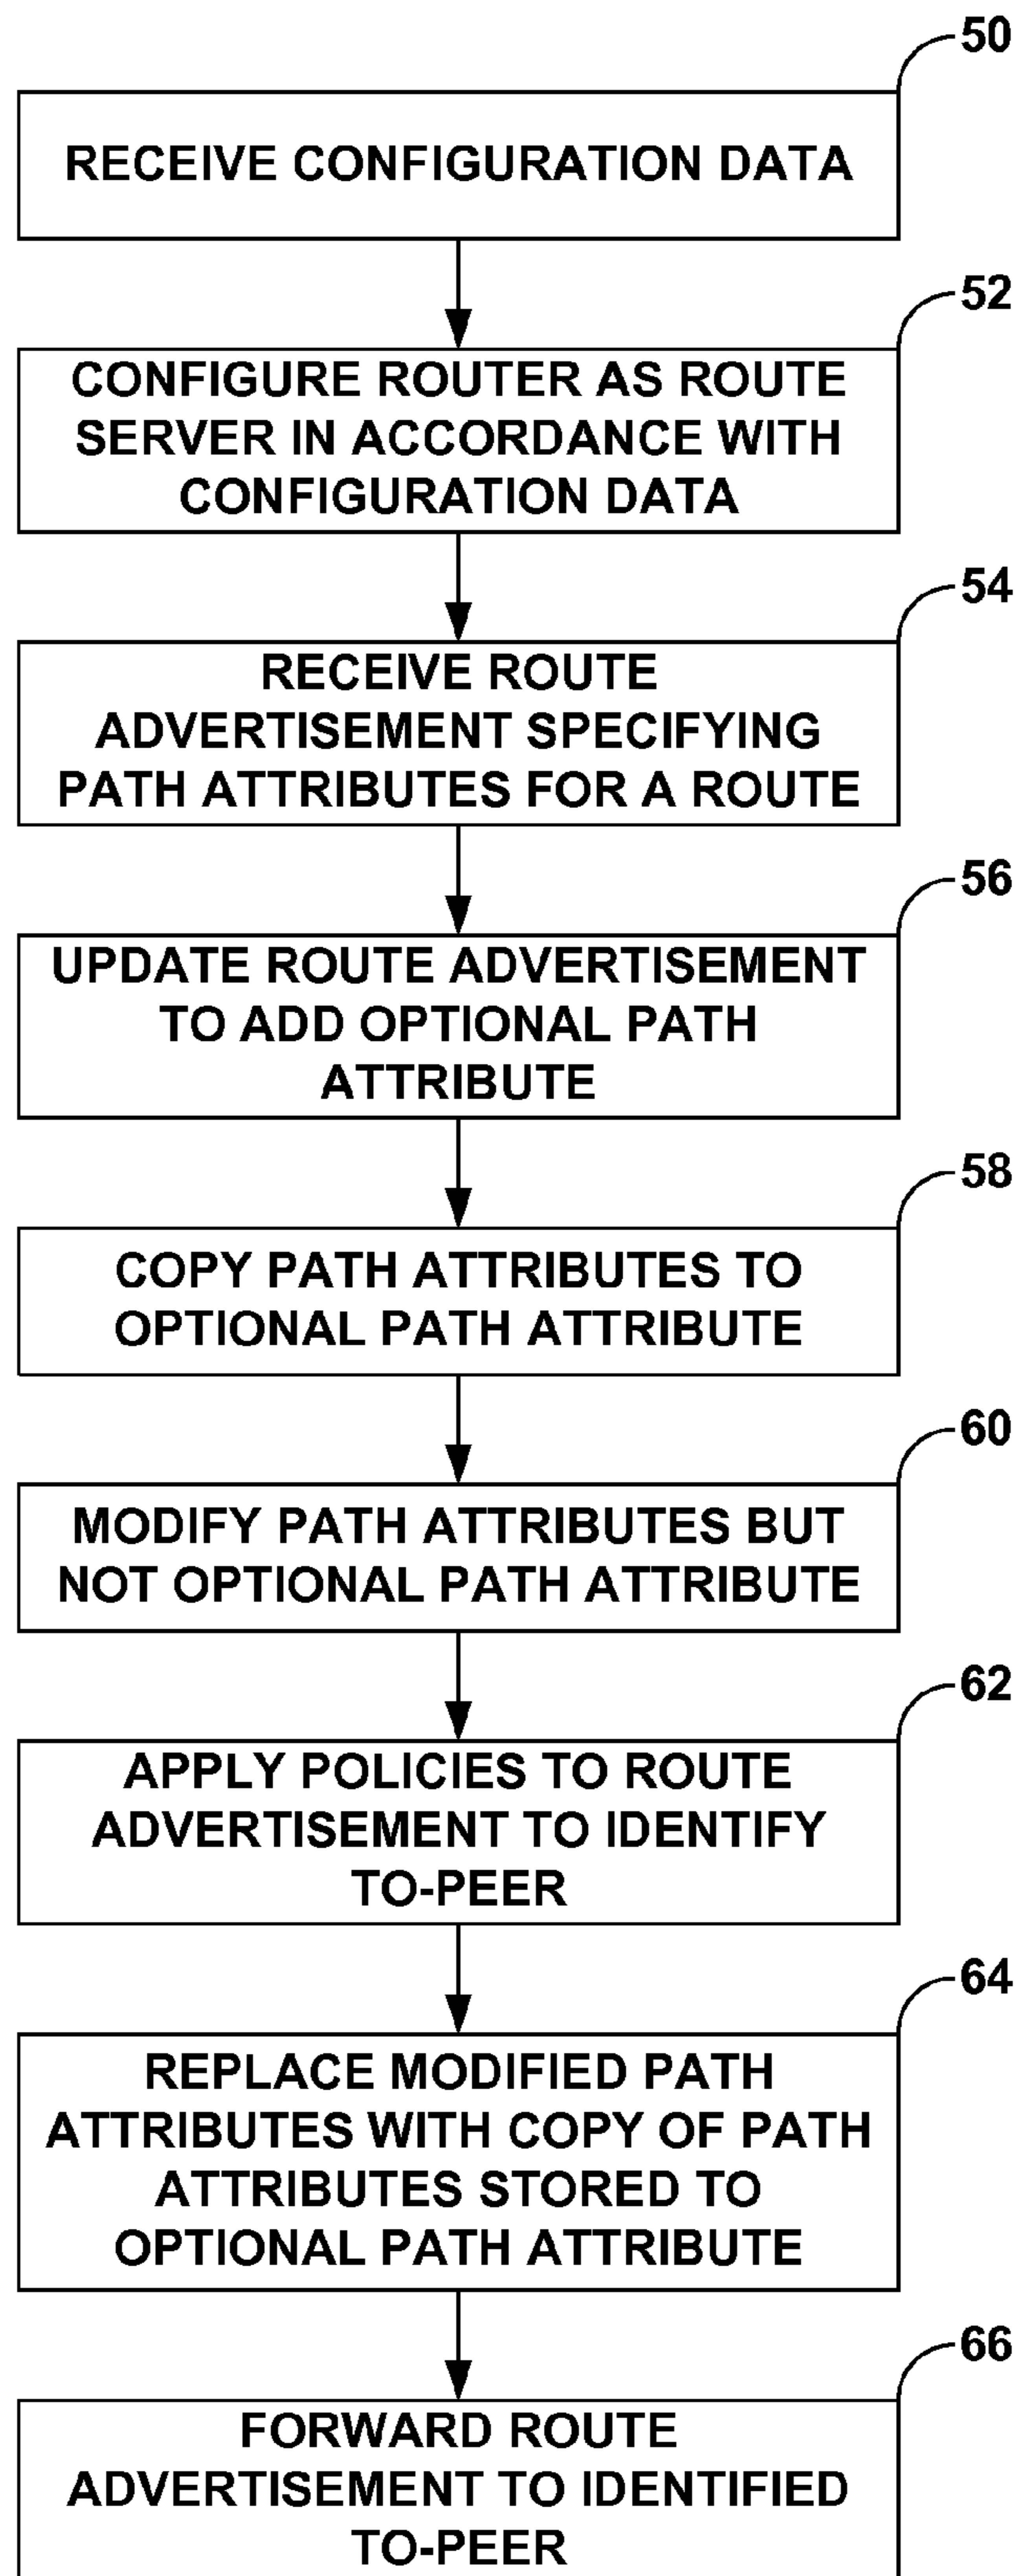 50
RECEIVE CONFIGURATION DATA
52
CONFIGURE ROUTER AS ROUTE
SERVER IN ACCORDANCE WITH
CONFIGURATION DATA
54
RECEIVE ROUTE
ADVERTISEMENT SPECIFYING
PATH ATTRIBUTES FOR A ROUTE
56
UPDATE ROUTE ADVERTISEMENT
TO ADD OPTIONAL PATH
ATTRIBUTE
58
COPY PATH ATTRIBUTES TO
OPTIONAL PATH ATTRIBUTE
60
MODIFY PATH ATTRIBUTES BUT
NOT OPTIONAL PATH ATTRIBUTE
62
APPLY POLICIES TO ROUTE
ADVERTISEMENT TO IDENTIFY
TO-PEER
64
REPLACE MODIFIED PATH
ATTRIBUTES WITH COPY OF PATH
ATTRIBUTES STORED TO
OPTIONAL PATH ATTRIBUTE
66
FORWARD ROUTE
ADVERTISEMENT TO IDENTIFIED
TO-PEER